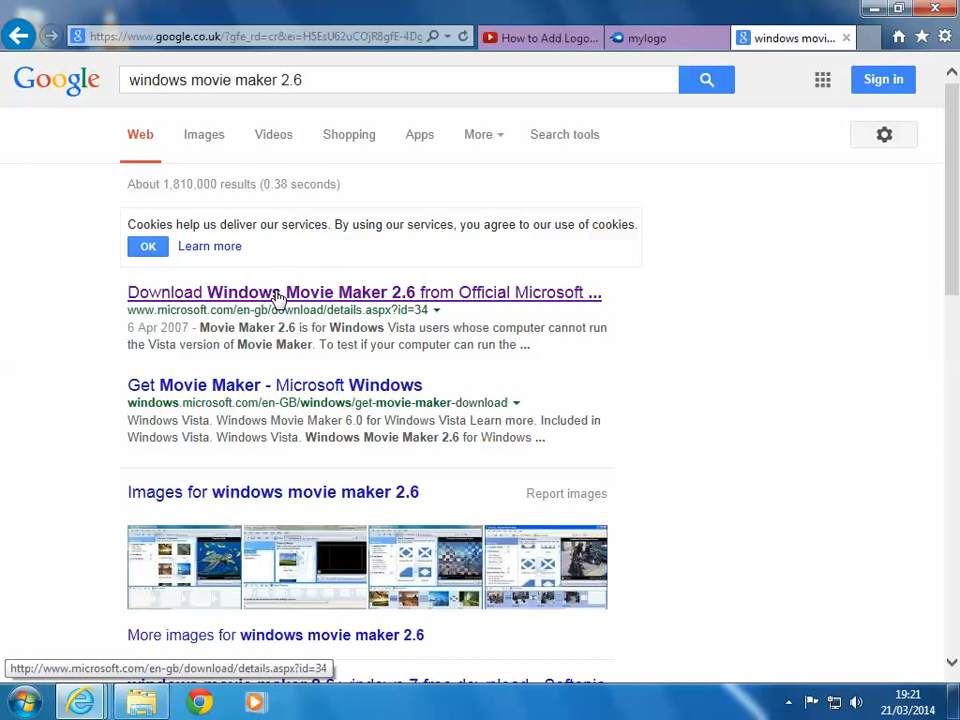 https://www.google.co.uk/?gfe_rd=cr&ei=H5EsU62uCOjR8gfE-4Dg
How to Add Logo...
mylogo
windows movi...
Google
windows movie maker 2.6
Sign in
Web
Images
Videos
Shopping
Apps
More
Search tools
About 1,810,000 results (0.38 seconds)
Cookies help us deliver our services. By using our services, you agree to our use of cookies.
OK
Learn more
Download Windows Movie Maker 2.6 from Official Microsoft ...
www.microsoft.com/en-gb/download/details.aspx?id=34
6 Apr 2007 - Movie Maker 2.6 is for Windows Vista users whose computer cannot run
the Vista version of Movie Maker. To test if your computer can run the ...
Get Movie Maker - Microsoft Windows
windows.microsoft.com/en-GB/windows/get-movie-maker-download
Windows Vista. Windows Movie Maker 6.0 for Windows Vista Learn more. Included in
Windows Vista. Windows Vista. Windows Movie Maker 2.6 for Windows ...
Images for windows movie maker 2.6
Report images
More images for windows movie maker 2.6
http://www.microsoft.com/en-gb/download/details.aspx?id=34
19:21
21/03/2014